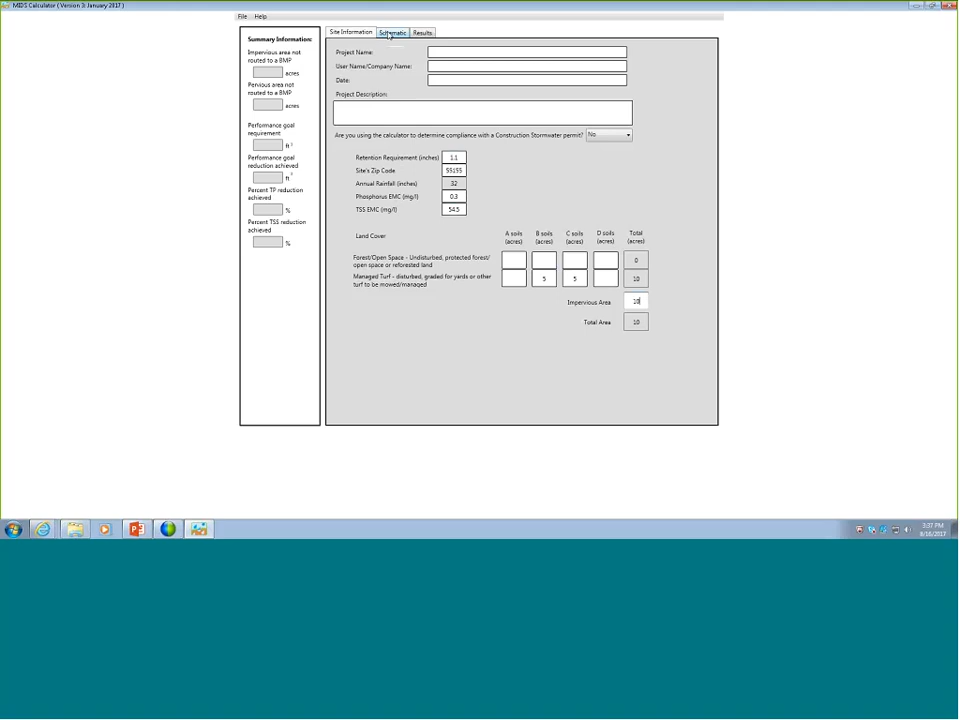 MIDS Calculator ( Version 3: January 2017 )
File Help
Site Information Schematic Results
Summary Information:
Impervious area not
routed to a BMP
acres
Pervious area not
routed to a BMP
acres
Performance goal
requirement
ft³
Performance goal
reduction achieved
ft³
Percent TP reduction
achieved
%
Percent TSS reduction
achieved
%
Project Name:
User Name/Company Name:
Date:
Project Description:
Are you using the calculator to determine compliance with a Construction Stormwater permit? No
Retention Requirement (inches) 1.1
Site's Zip Code 55155
Annual Rainfall (inches) 32
Phosphorus EMC (mg/l) 0.3
TSS EMC (mg/l) 54.5
Land Cover
A soils (acres)
B soils (acres)
C soils (acres)
D soils (acres)
Total (acres)
Forest/Open Space - Undisturbed, protected forest/
open space or reforested land
0
Managed Turf - disturbed, graded for yards or other
turf to be mowed/managed
5 5 10
Impervious Area 10
Total Area 10
3:37 PM
8/16/2017